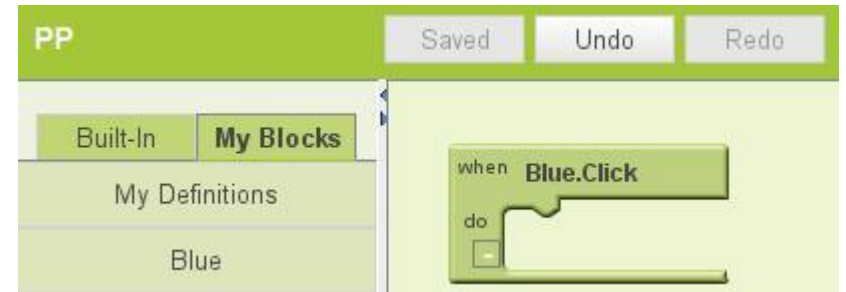 PP
Saved Undo Redo
Built-In My Blocks
My Definitions
Blue
when Blue.Click
do
-